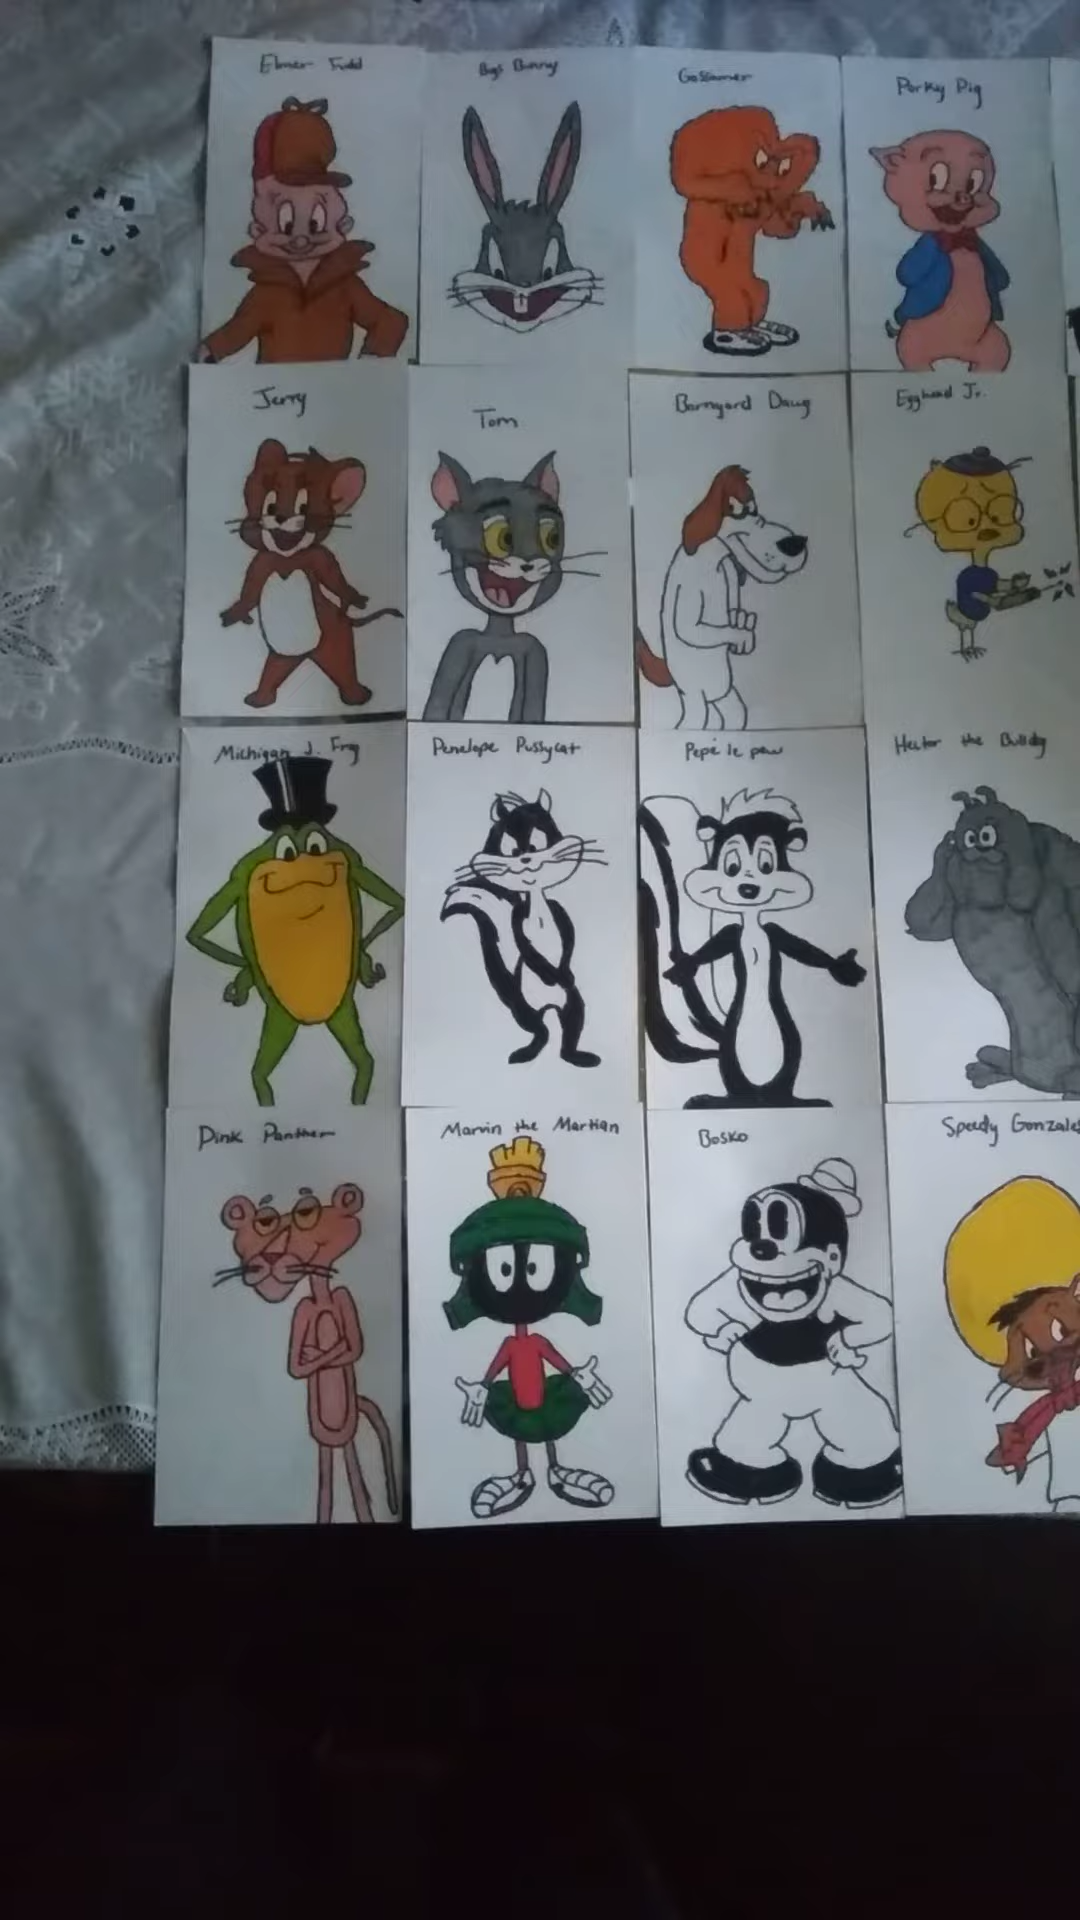 Elmer Fudd
Bugs Bunny
Gossamer
Porky Pig
Jerry
Tom
Barnyard Dawg
Egghead Jr.
Michigan J. Frog
Penelope Pussycat
Pepé le pew
Hector the Bulldog
Pink Panther
Marvin the Martian
Bosko
Speedy Gonzales